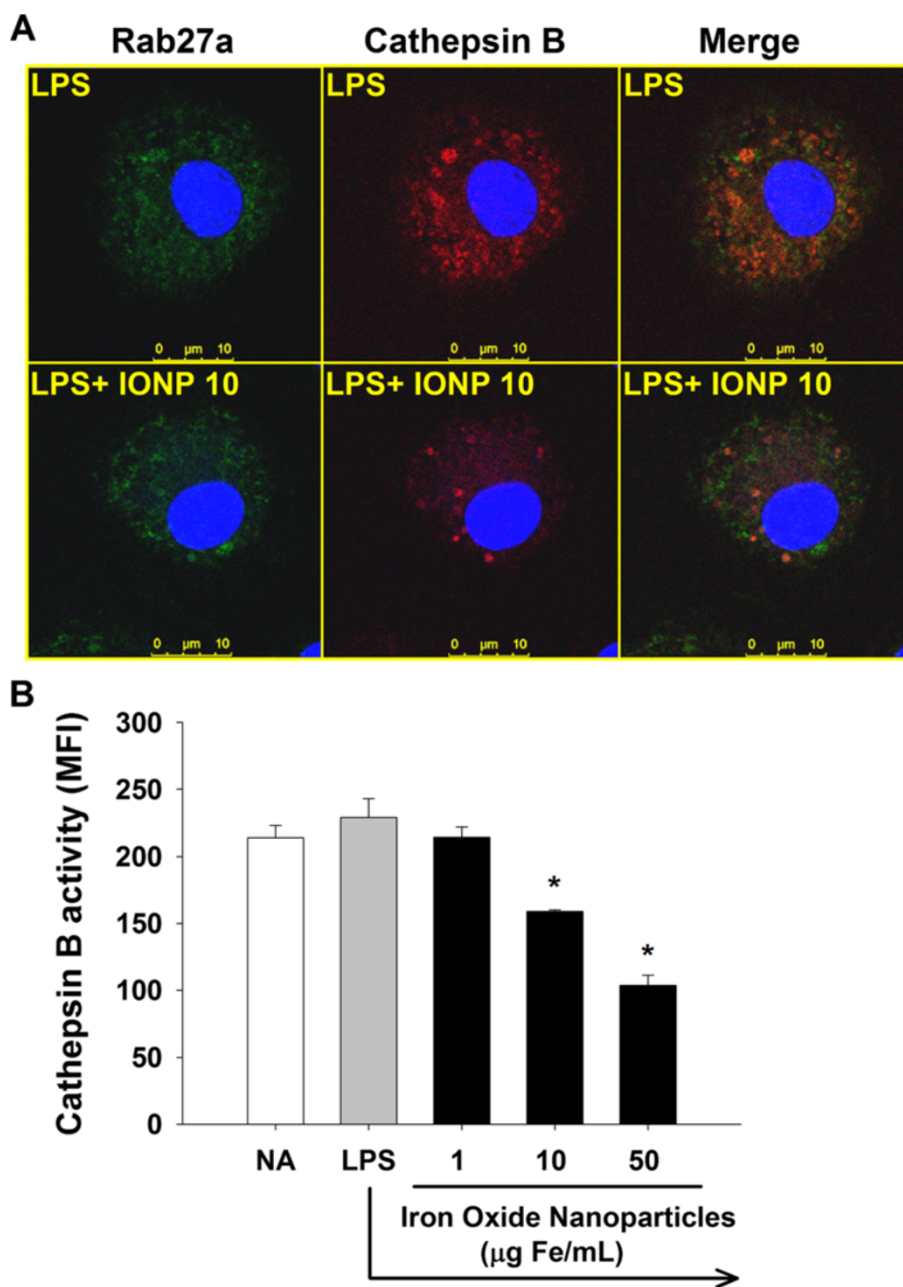 A
Rab27a Cathepsin B Merge
LPS LPS LPS
0 µm 10 0 µm 10 0 µm 10
LPS+ IONP 10 LPS+ IONP 10 LPS+ IONP 10
0 µm 10 0 µm 10 0 µm 10
B
Cathepsin B activity (MFI)
300
250
200
150
100
50
0
* *
NA LPS 1 10 50
Iron Oxide Nanoparticles
(µg Fe/mL)